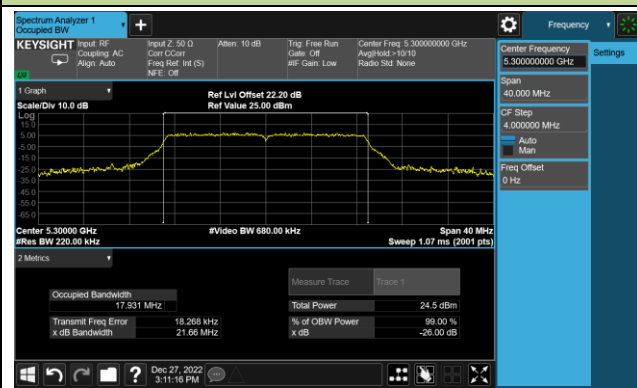 Spectrum Analyzer 1
Occupied BW
+
Frequency
KEYSIGHT
Input: RF
Coupling: AC
Align: Auto
Input Z: 50 Ω
Corr CCorr
Freq Ref: Int (S)
NFE: Off
Atten: 10 dB
Trig: Free Run
Gate: Off
#IF Gain: Low
Center Freq: 5.300000000 GHz
Avg|Hold:>10/10
Radio Std: None
Center Frequency
5.300000000 GHz
Settings
Span
40.000 MHz
CF Step
4.000000 MHz
Auto
Man
Freq Offset
0 Hz
1 Graph
Scale/Div 10.0 dB
Ref Lvl Offset 22.20 dB
Ref Value 25.00 dBm
Log
15.0
5.00
-5.00
-15.0
-25.0
-35.0
-45.0
-55.0
-65.0
Center 5.30000 GHz
#Res BW 220.00 kHz
#Video BW 680.00 kHz
Span 40 MHz
Sweep 1.07 ms (2001 pts)
2 Metrics
Measure Trace
Trace 1
Occupied Bandwidth
17.931 MHz
Total Power
24.5 dBm
Transmit Freq Error
18.268 kHz
% of OBW Power
99.00 %
x dB Bandwidth
21.66 MHz
x dB
-26.00 dB
?
Dec 27, 2022
3:11:16 PM